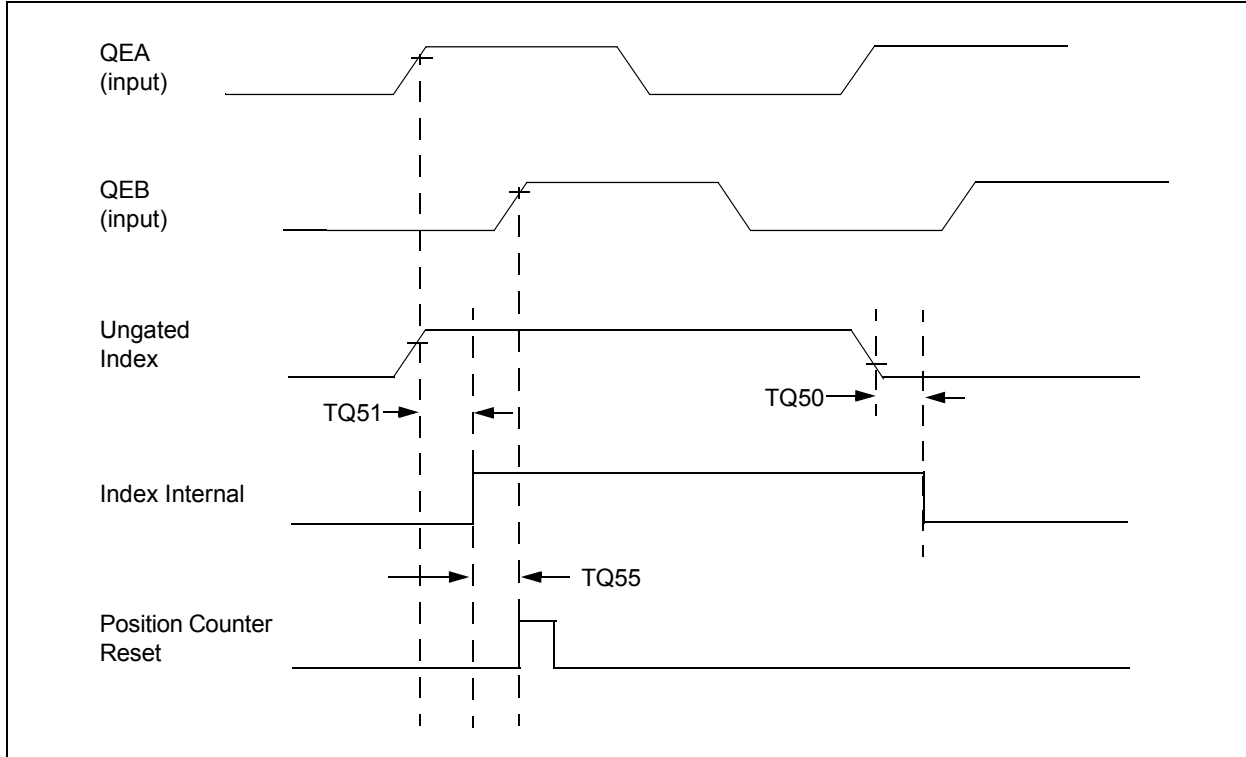 QEA
(input)
QEB
(input)
Ungated
Index
TQ51
TQ50
Index Internal
TQ55
Position Counter
Reset